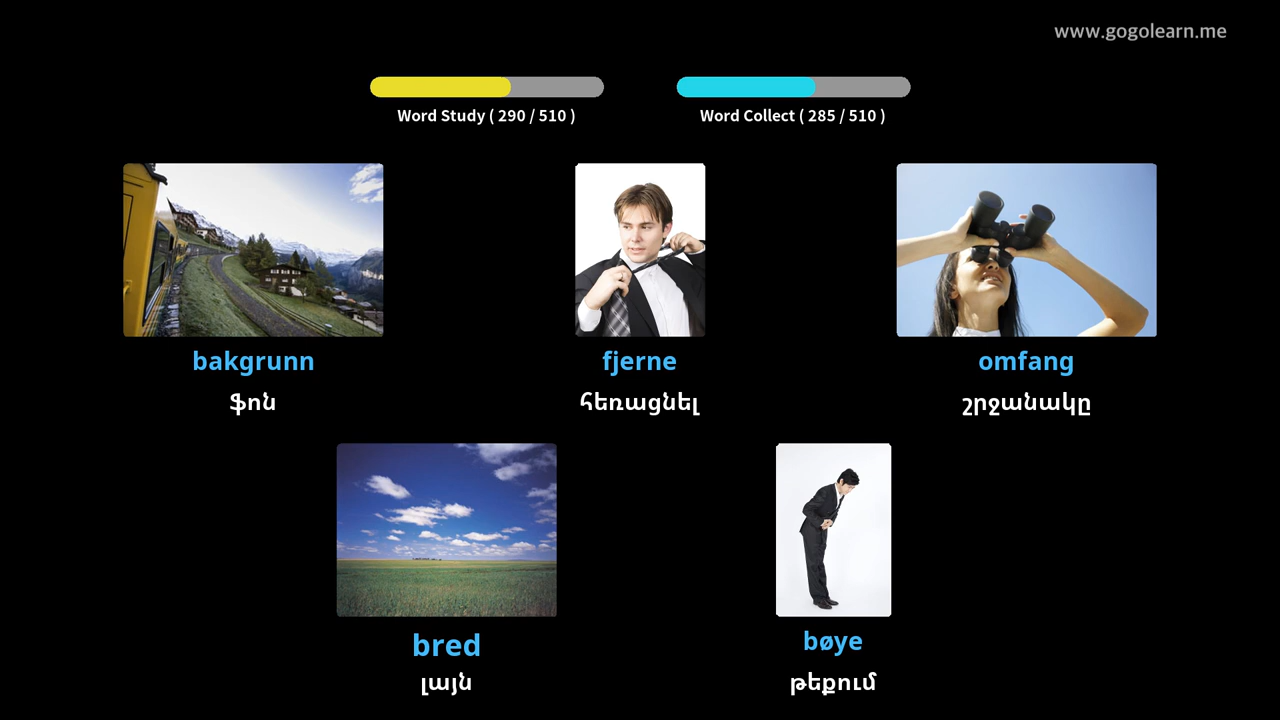 www.gogolearn.me
Word Study ( 290 / 510 )
Word Collect ( 285 / 510 )
bakgrunn
ֆոն
fjerne
հեռացնել
omfang
շրջանակը
bred
լայն
bøye
թեքում